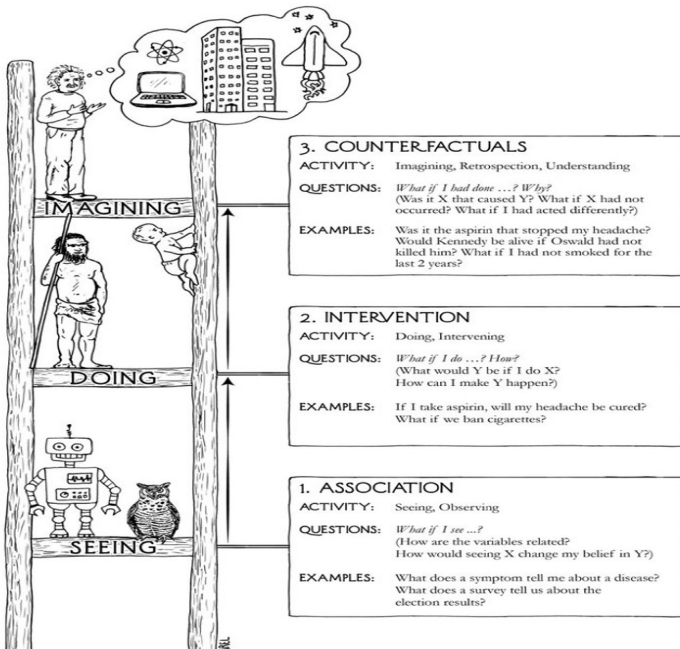 3. COUNTERFACTUALS
ACTIVITY: Imagining, Retrospection, Understanding
QUESTIONS: What if I had done …? Why?
(Was it X that caused Y? What if X had not
occurred? What if I had acted differently?)
EXAMPLES: Was it the aspirin that stopped my headache?
Would Kennedy be alive if Oswald had not
killed him? What if I had not smoked for the
last 2 years?
IMAGINING
2. INTERVENTION
ACTIVITY: Doing, Intervening
QUESTIONS: What if I do …? How?
(What would Y be if I do X?
How can I make Y happen?)
EXAMPLES: If I take aspirin, will my headache be cured?
What if we ban cigarettes?
DOING
1. ASSOCIATION
ACTIVITY: Seeing, Observing
QUESTIONS: What if I see ...?
(How are the variables related?
How would seeing X change my belief in Y?)
EXAMPLES: What does a symptom tell me about a disease?
What does a survey tell us about the
election results?
SEEING